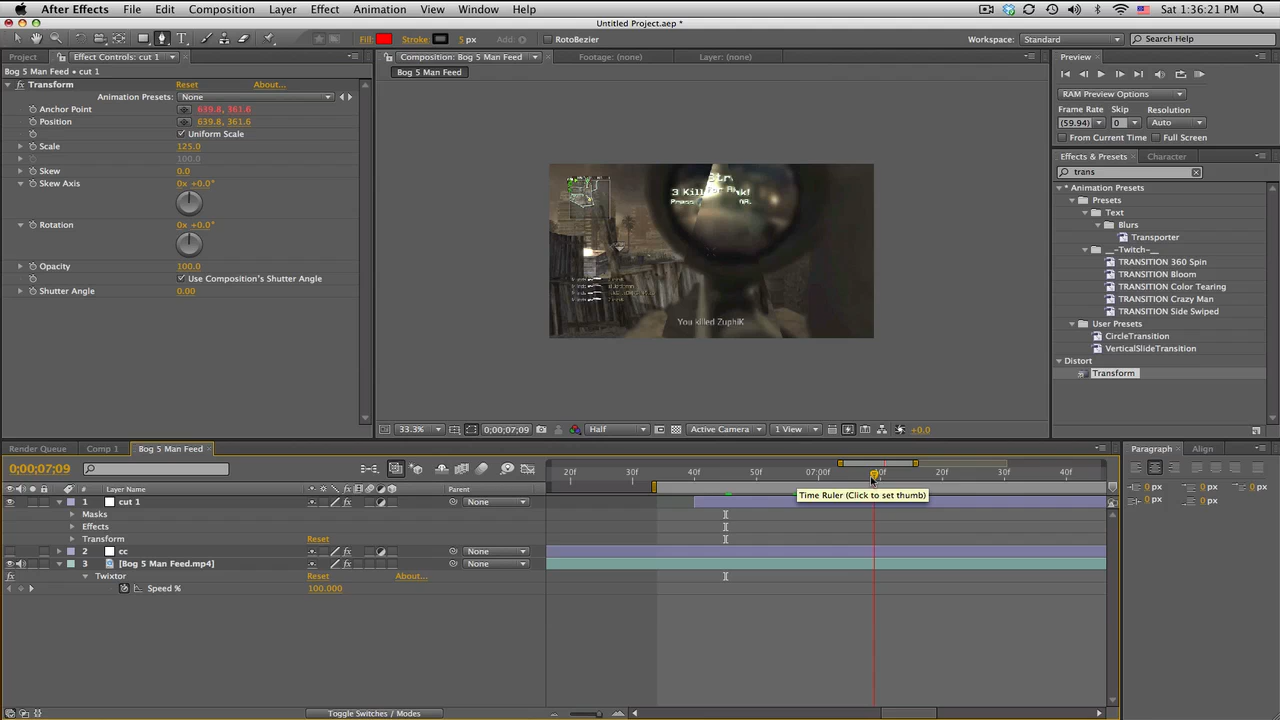 After Effects File Edit Composition Layer Effect Animation View Window Help Sat 1:36:21 PM
Untitled Project.aep *
Fill: Stroke: 5 px Add: RotoBezier Workspace: Standard Search Help
Project Effect Controls: cut 1 Composition: Bog 5 Man Feed Footage: (none) Layer: (none) Preview
Bog 5 Man Feed • cut 1
Bog 5 Man Feed
Transform Reset About...
Animation Presets: None
Anchor Point 639.8, 361.6
Position 639.8, 361.6
Uniform Scale
Scale 125.0
100.0
Skew 0.0
Skew Axis 0x +0.0°
Rotation 0x +0.0°
Opacity 100.0
Use Composition's Shutter Angle
Shutter Angle 0.00
3 Kill
You killed ZuphiK
33.3% 0;00;07;09 Half Active Camera 1 View +0.0
RAM Preview Options
Frame Rate Skip Resolution
(59.94) 0 Auto
From Current Time Full Screen
Effects & Presets Character
trans
* Animation Presets
Presets
Text
Blurs
Transporter
__-Twitch-__
TRANSITION 360 Spin
TRANSITION Bloom
TRANSITION Color Tearing
TRANSITION Crazy Man
TRANSITION Side Swiped
User Presets
CircleTransition
VerticalSlideTransition
Distort
Transform
Render Queue Comp 1 Bog 5 Man Feed
0;00;07;09
20f 30f 40f 50f 07:00f 20f 30f 40f
Time Ruler (Click to set thumb)
# Layer Name Parent
1 cut 1 None
Masks
Effects
Transform Reset
2 cc None
3 [Bog 5 Man Feed.mp4] None
Twixtor Reset About...
Speed % 100.000
Toggle Switches / Modes
Paragraph Align
0 px 0 px 0 px
0 px 0 px